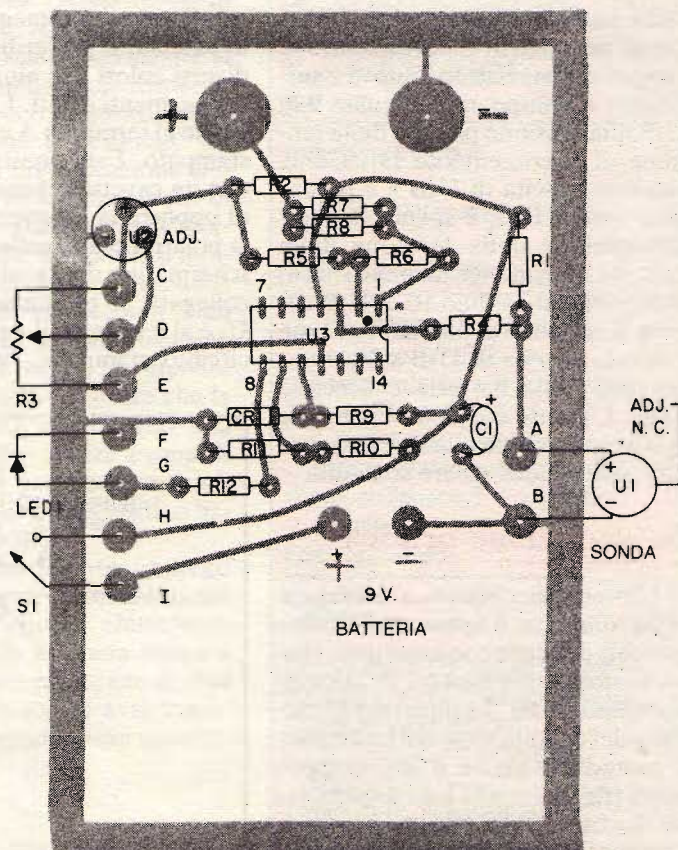 + −
R2
R7
R8
U2 ADJ.
R5 R6
R1
C
7 1
D
U3
R4
R3
E
8 14
F
CR1 R9
+
C1
A
ADJ.
N. C.
R11 R10
G
R12
LED1
B
+
U1
−
H
SONDA
S1
I
+ −
9 V.
BATTERIA